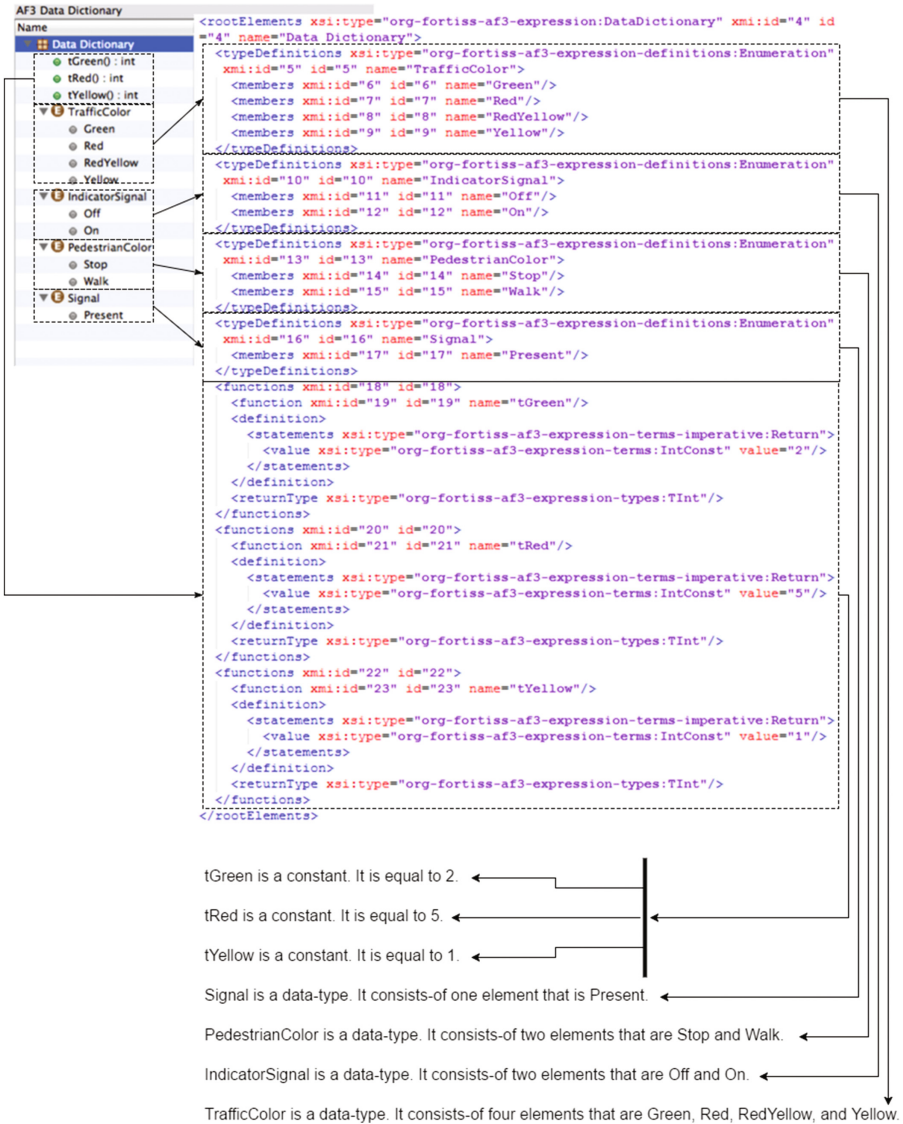 AF3 Data Dictionary
Name
Data Dictionary
tGreen() : int
tRed() : int
tYellow() : int
TrafficColor
Green
Red
RedYellow
Yellow
IndicatorSignal
Off
On
PedestrianColor
Stop
Walk
Signal
Present
<rootElements xsi:type="org-fortiss-af3-expression:DataDictionary" xmi:id="4" id
="4" name="Data Dictionary">
<typeDefinitions xsi:type="org-fortiss-af3-expression-definitions:Enumeration"
xmi:id="5" id="5" name="TrafficColor">
<members xmi:id="6" id="6" name="Green"/>
<members xmi:id="7" id="7" name="Red"/>
<members xmi:id="8" id="8" name="RedYellow"/>
<members xmi:id="9" id="9" name="Yellow"/>
</typeDefinitions>
<typeDefinitions xsi:type="org-fortiss-af3-expression-definitions:Enumeration"
xmi:id="10" id="10" name="IndicatorSignal">
<members xmi:id="11" id="11" name="Off"/>
<members xmi:id="12" id="12" name="On"/>
</typeDefinitions>
<typeDefinitions xsi:type="org-fortiss-af3-expression-definitions:Enumeration"
xmi:id="13" id="13" name="PedestrianColor">
<members xmi:id="14" id="14" name="Stop"/>
<members xmi:id="15" id="15" name="Walk"/>
</typeDefinitions>
<typeDefinitions xsi:type="org-fortiss-af3-expression-definitions:Enumeration"
xmi:id="16" id="16" name="Signal">
<members xmi:id="17" id="17" name="Present"/>
</typeDefinitions>
<functions xmi:id="18" id="18">
<function xmi:id="19" id="19" name="tGreen"/>
<definition>
<statements xsi:type="org-fortiss-af3-expression-terms-imperative:Return">
<value xsi:type="org-fortiss-af3-expression-terms:IntConst" value="2"/>
</statements>
</definition>
<returnType xsi:type="org-fortiss-af3-expression-types:TInt"/>
</functions>
<functions xmi:id="20" id="20">
<function xmi:id="21" id="21" name="tRed"/>
<definition>
<statements xsi:type="org-fortiss-af3-expression-terms-imperative:Return">
<value xsi:type="org-fortiss-af3-expression-terms:IntConst" value="5"/>
</statements>
</definition>
<returnType xsi:type="org-fortiss-af3-expression-types:TInt"/>
</functions>
<functions xmi:id="22" id="22">
<function xmi:id="23" id="23" name="tYellow"/>
<definition>
<statements xsi:type="org-fortiss-af3-expression-terms-imperative:Return">
<value xsi:type="org-fortiss-af3-expression-terms:IntConst" value="1"/>
</statements>
</definition>
<returnType xsi:type="org-fortiss-af3-expression-types:TInt"/>
</functions>
</rootElements>
tGreen is a constant. It is equal to 2.
tRed is a constant. It is equal to 5.
tYellow is a constant. It is equal to 1.
Signal is a data-type. It consists-of one element that is Present.
PedestrianColor is a data-type. It consists-of two elements that are Stop and Walk.
IndicatorSignal is a data-type. It consists-of two elements that are Off and On.
TrafficColor is a data-type. It consists-of four elements that are Green, Red, RedYellow, and Yellow.